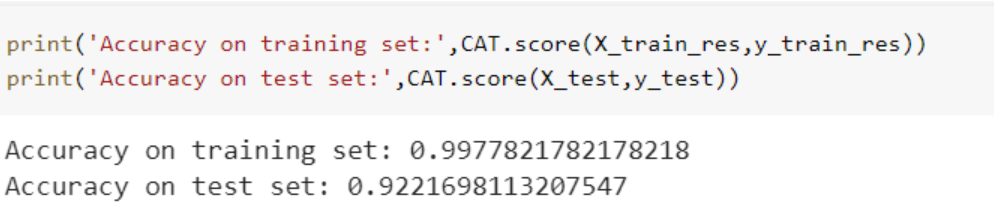 print('Accuracy on training set:',CAT.score(X_train_res,y_train_res))
print('Accuracy on test set:',CAT.score(X_test,y_test))
Accuracy on training set: 0.9977821782178218
Accuracy on test set: 0.9221698113207547